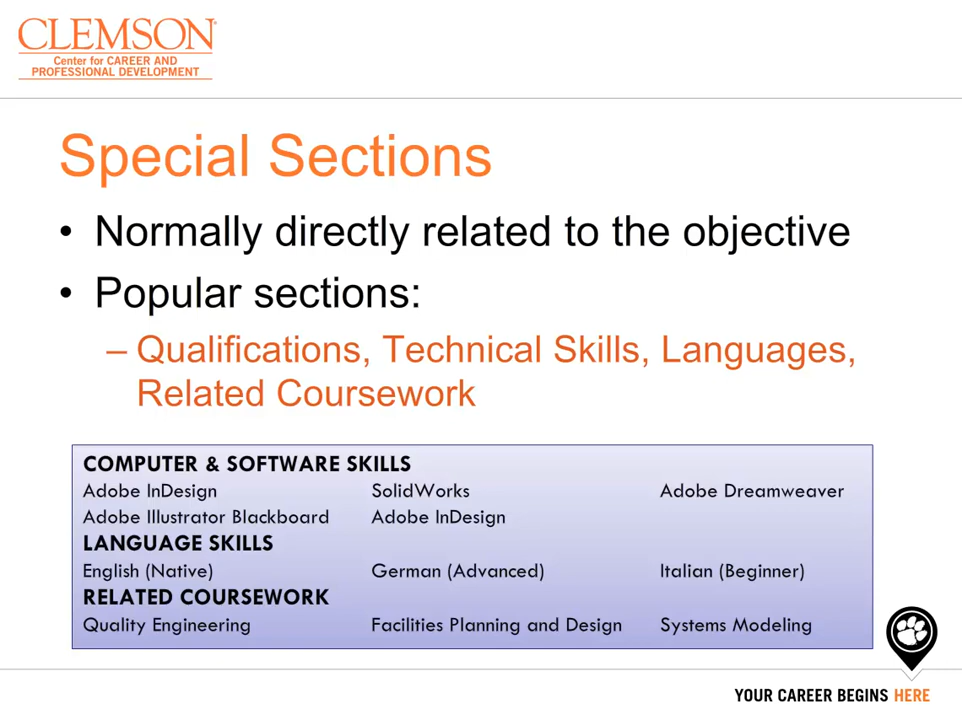 CLEMSON
Center for CAREER AND
PROFESSIONAL DEVELOPMENT
Special Sections
• Normally directly related to the objective
• Popular sections:
– Qualifications, Technical Skills, Languages,
Related Coursework
COMPUTER & SOFTWARE SKILLS
Adobe InDesign SolidWorks Adobe Dreamweaver
Adobe Illustrator Blackboard Adobe InDesign
LANGUAGE SKILLS
English (Native) German (Advanced) Italian (Beginner)
RELATED COURSEWORK
Quality Engineering Facilities Planning and Design Systems Modeling
YOUR CAREER BEGINS HERE